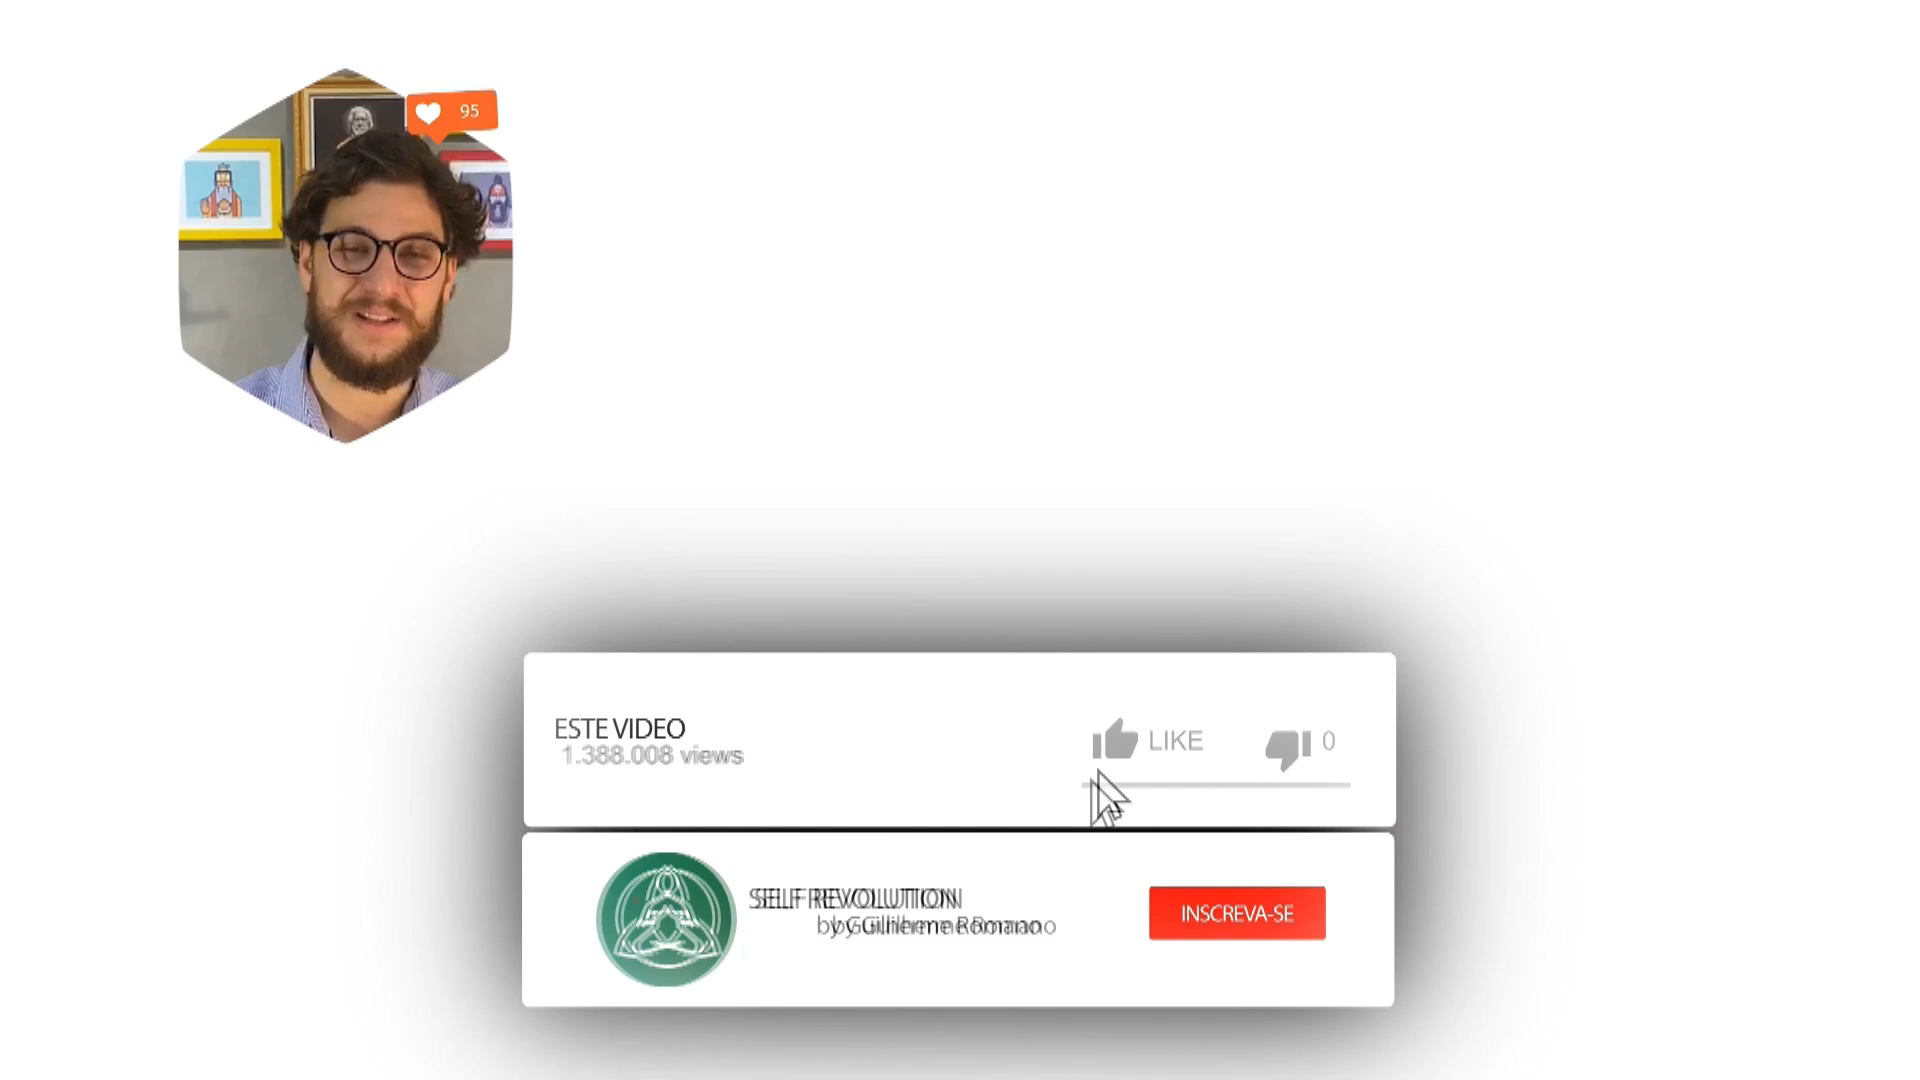 95
ESTE VIDEO
1.388.008 views
LIKE
0
SELF REVOLUTION
by Guilherme Romano
INSCREVA-SE